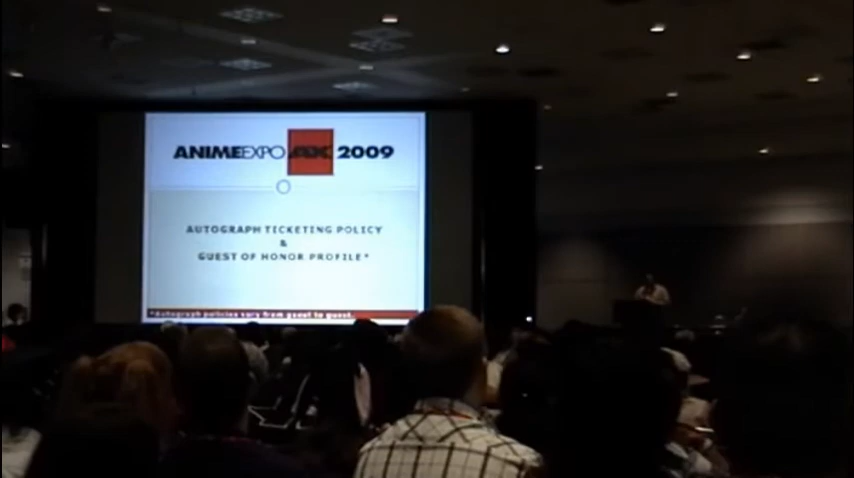 ANIMEEXPO AX 2009
AUTOGRAPH TICKETING POLICY
&
GUEST OF HONOR PROFILE*
*Autograph policies vary from guest to guest.